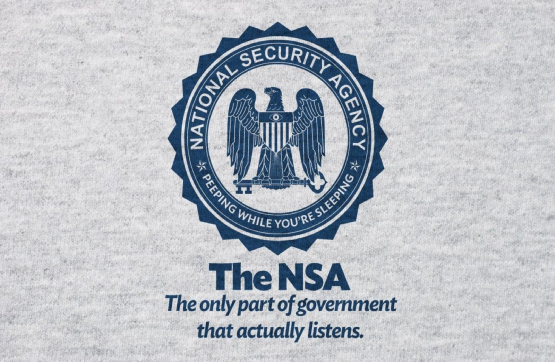 NATIONAL SECURITY AGENCY
PEEPING WHILE YOU'RE SLEEPING
The NSA
The only part of government
that actually listens.